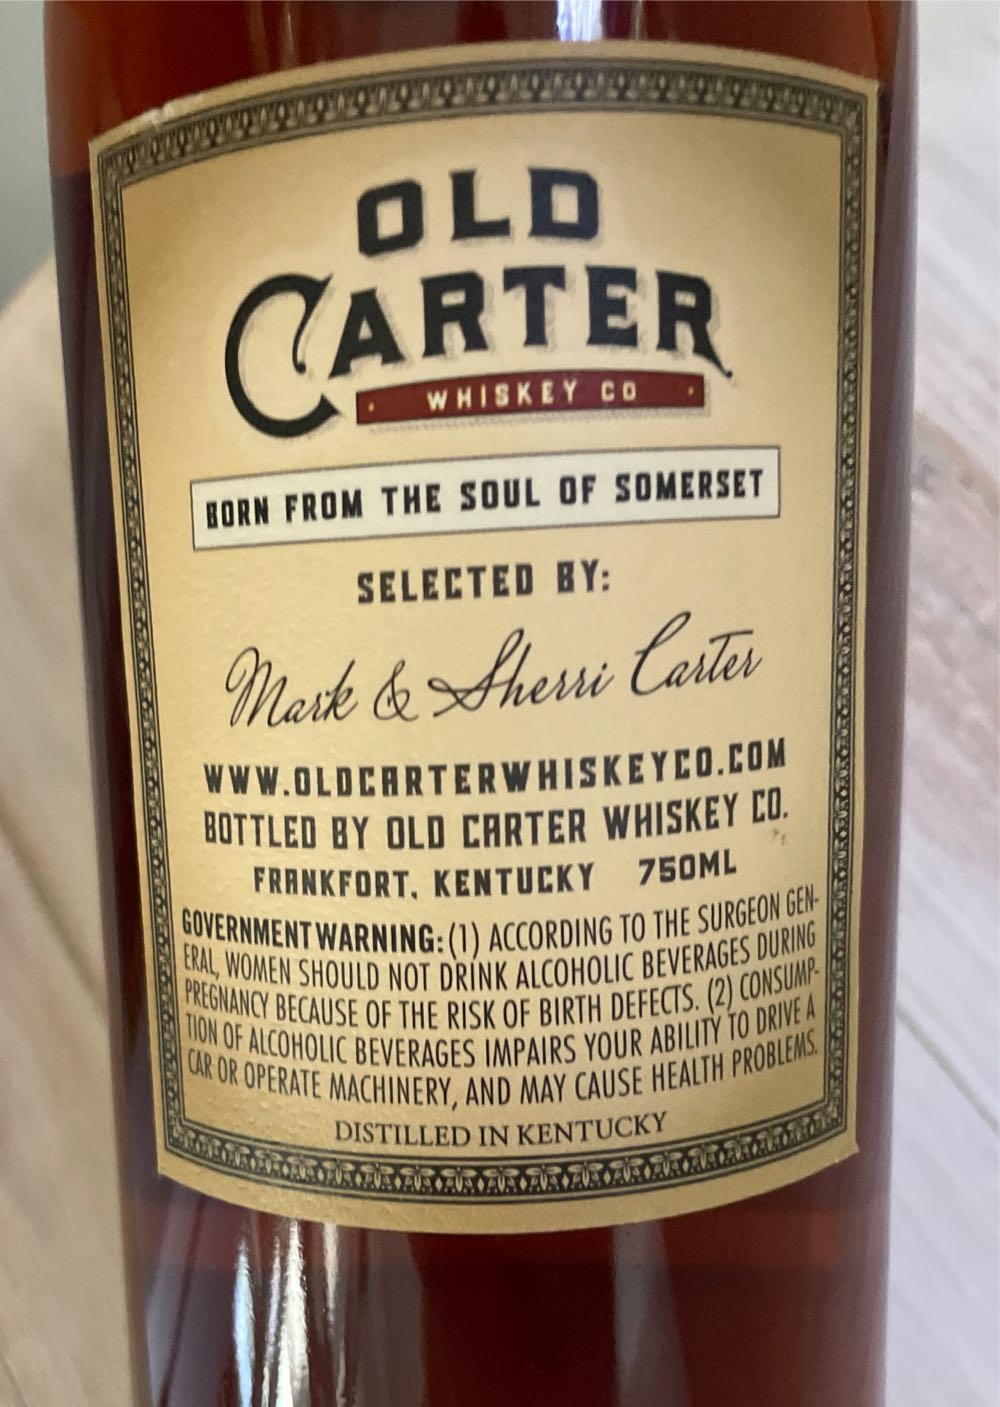 OLD
CARTER
WHISKEY CO
BORN FROM THE SOUL OF SOMERSET
SELECTED BY:
Mark & Sherri Carter
WWW.OLDCARTERWHISKEYCO.COM
BOTTLED BY OLD CARTER WHISKEY CO.
FRANKFORT, KENTUCKY 750ML
GOVERNMENT WARNING: (1) ACCORDING TO THE SURGEON GEN-
ERAL, WOMEN SHOULD NOT DRINK ALCOHOLIC BEVERAGES DURING
PREGNANCY BECAUSE OF THE RISK OF BIRTH DEFECTS. (2) CONSUMP-
TION OF ALCOHOLIC BEVERAGES IMPAIRS YOUR ABILITY TO DRIVE A
CAR OR OPERATE MACHINERY, AND MAY CAUSE HEALTH PROBLEMS.
DISTILLED IN KENTUCKY